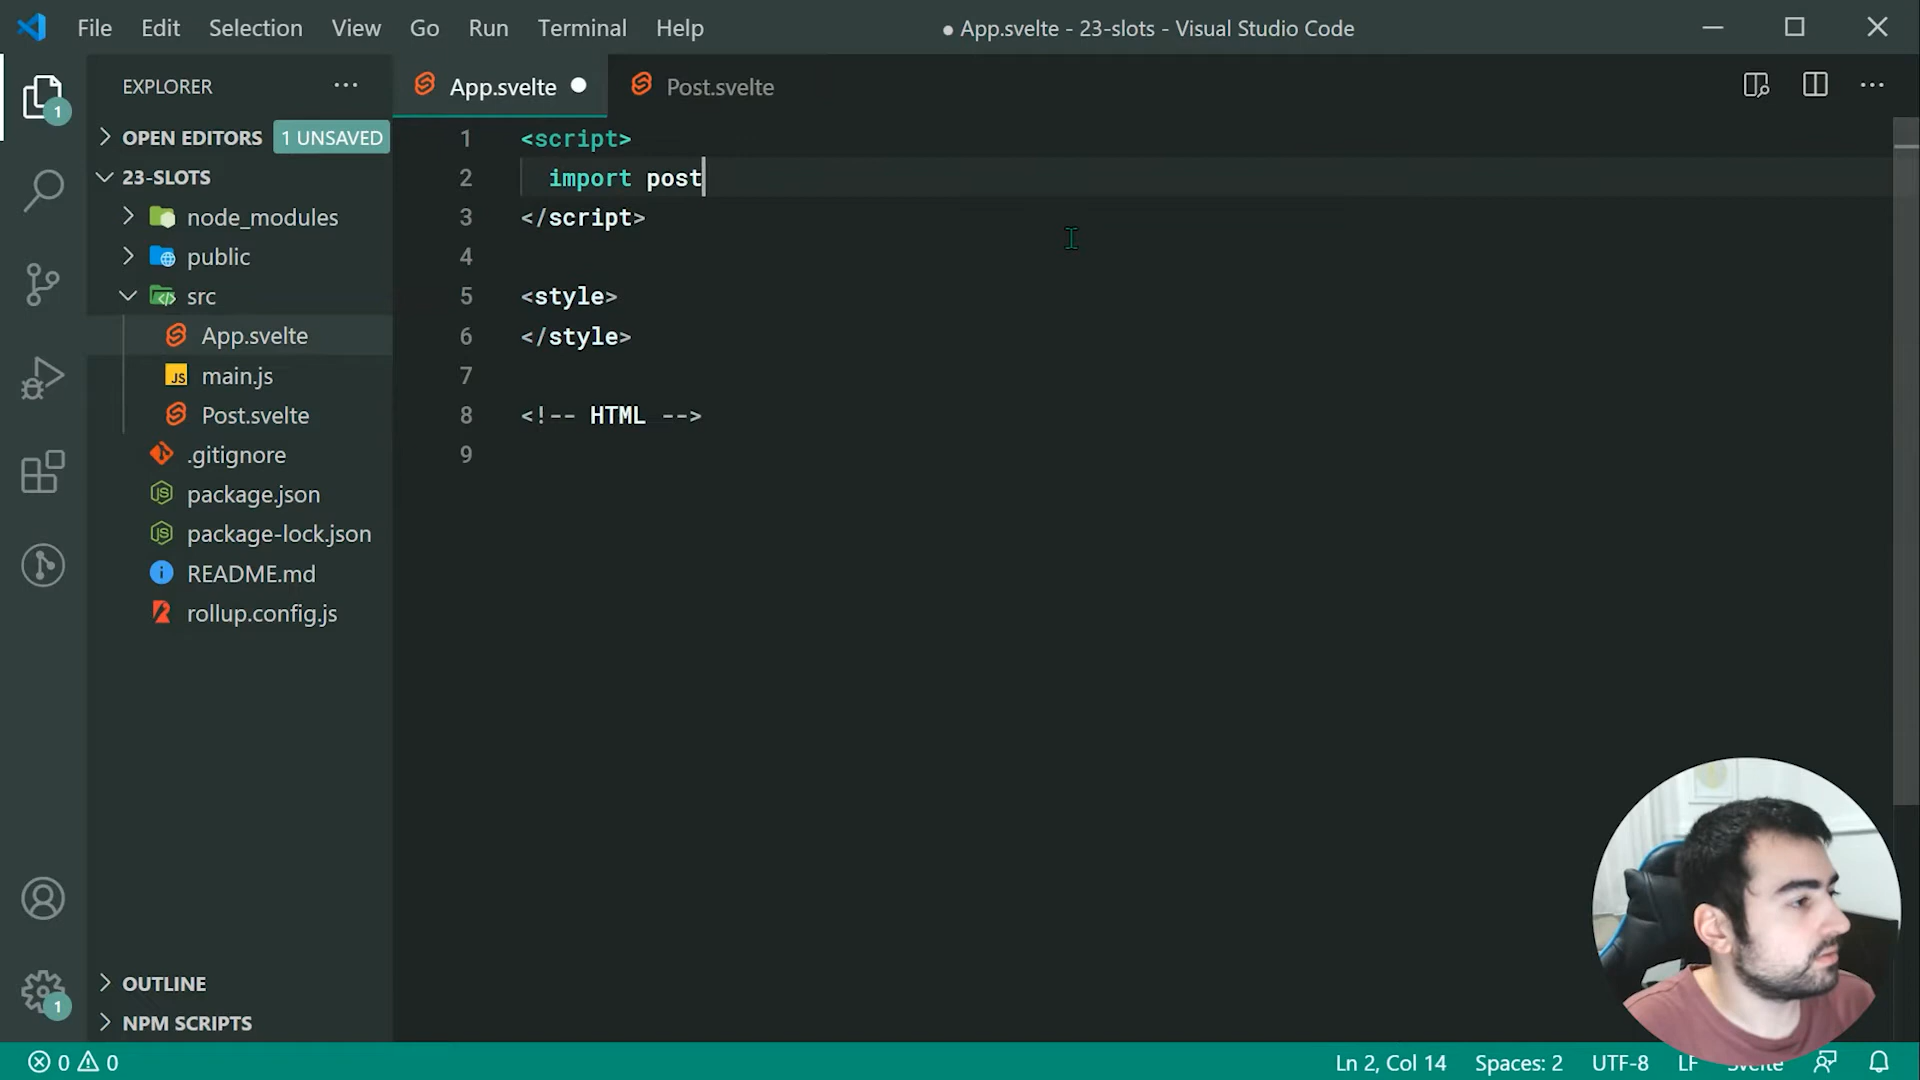 File Edit Selection View Go Run Terminal Help
● App.svelte - 23-slots - Visual Studio Code
EXPLORER
OPEN EDITORS 1 UNSAVED
23-SLOTS
node_modules
public
src
App.svelte
JS main.js
Post.svelte
.gitignore
package.json
package-lock.json
README.md
rollup.config.js
OUTLINE
NPM SCRIPTS
1
1
App.svelte
Post.svelte
1 <script>
2 import post
3 </script>
4
5 <style>
6 </style>
7
8 <!-- HTML -->
9
0 0
Ln 2, Col 14 Spaces: 2 UTF-8 LF Svelte